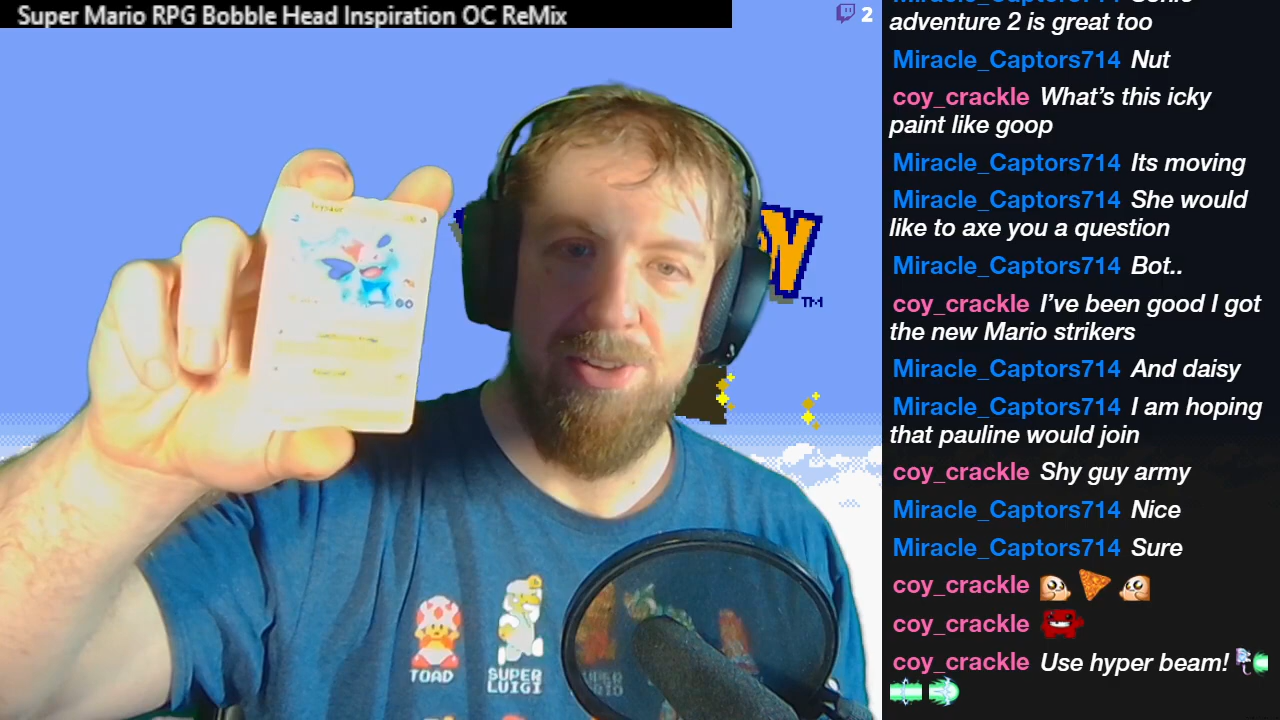 Super Mario RPG Bobble Head Inspiration OC ReMix
2
adventure 2 is great too
Miracle_Captors714 Nut
coy_crackle What's this icky
paint like goop
Miracle_Captors714 Its moving
Miracle_Captors714 She would
like to axe you a question
Miracle_Captors714 Bot..
coy_crackle I've been good I got
the new Mario strikers
Miracle_Captors714 And daisy
Miracle_Captors714 I am hoping
that pauline would join
coy_crackle Shy guy army
Miracle_Captors714 Nice
Miracle_Captors714 Sure
coy_crackle
coy_crackle
coy_crackle Use hyper beam!
N
TM
TOAD
SUPER
LUIGI